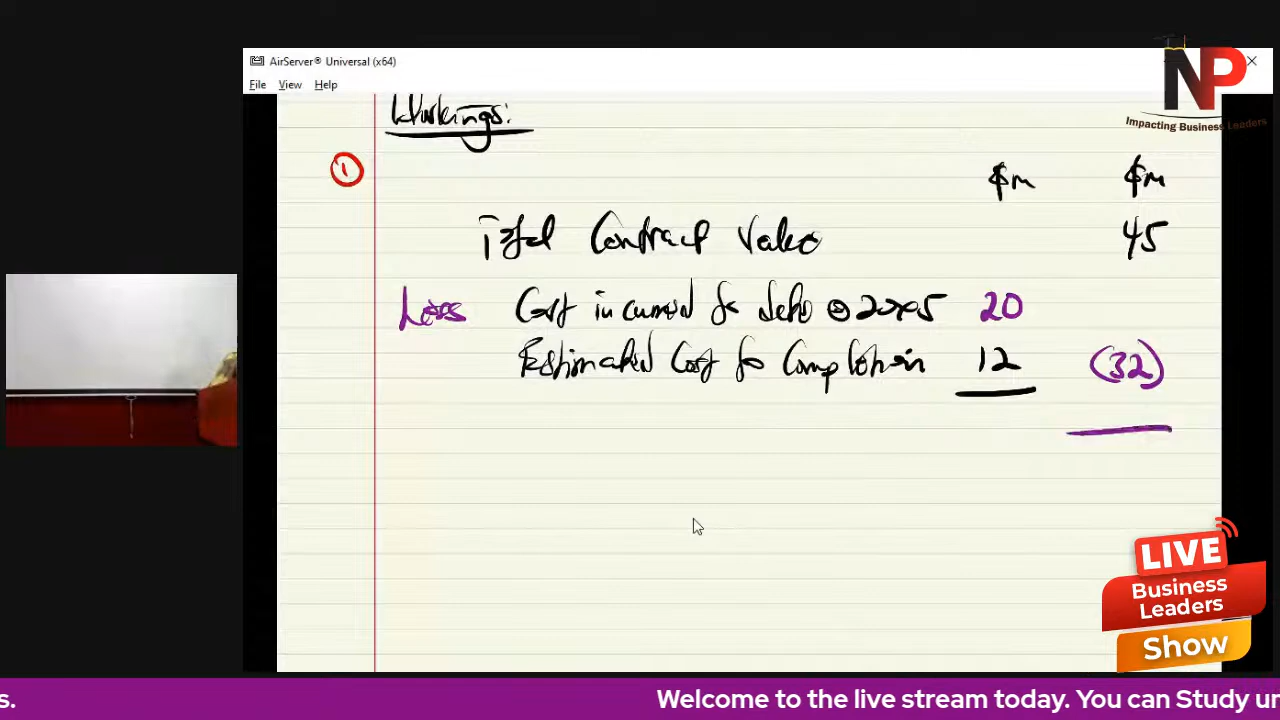 AirServer® Universal (x64)
File View Help
NP
Impacting Business Leaders
Workings:
1
$m $m
Total Contract Value 45
Less Cost incurred to date 20x5 20
Estimated Cost to Completion 12 (32)
LIVE
Business
Leaders
Show
s. Welcome to the live stream today. You can Study un